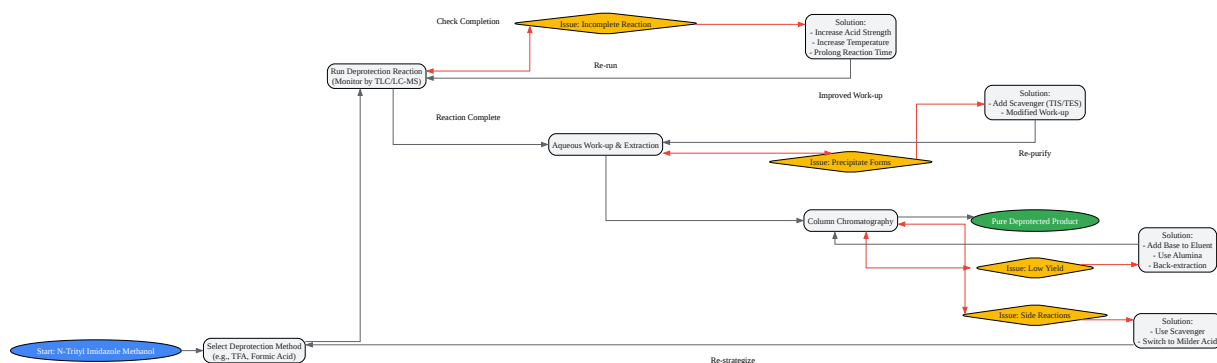 Check Completion
Issue: Incomplete Reaction
Solution:
- Increase Acid Strength
- Increase Temperature
- Prolong Reaction Time
Run Deprotection Reaction
(Monitor by TLC/LC-MS)
Re-run
Improved Work-up
Solution:
- Add Scavenger (TIS/TES)
- Modified Work-up
Reaction Complete
Aqueous Work-up & Extraction
Issue: Precipitate Forms
Re-purify
Column Chromatography
Pure Deprotected Product
Solution:
- Add Base to Eluent
- Use Alumina
- Back-extraction
Issue: Low Yield
Issue: Side Reactions
Solution:
- Use Scavenger
- Switch to Milder Acid
Start: N-Trityl Imidazole Methanol
Select Deprotection Method
(e.g., TFA, Formic Acid)
Re-strategize